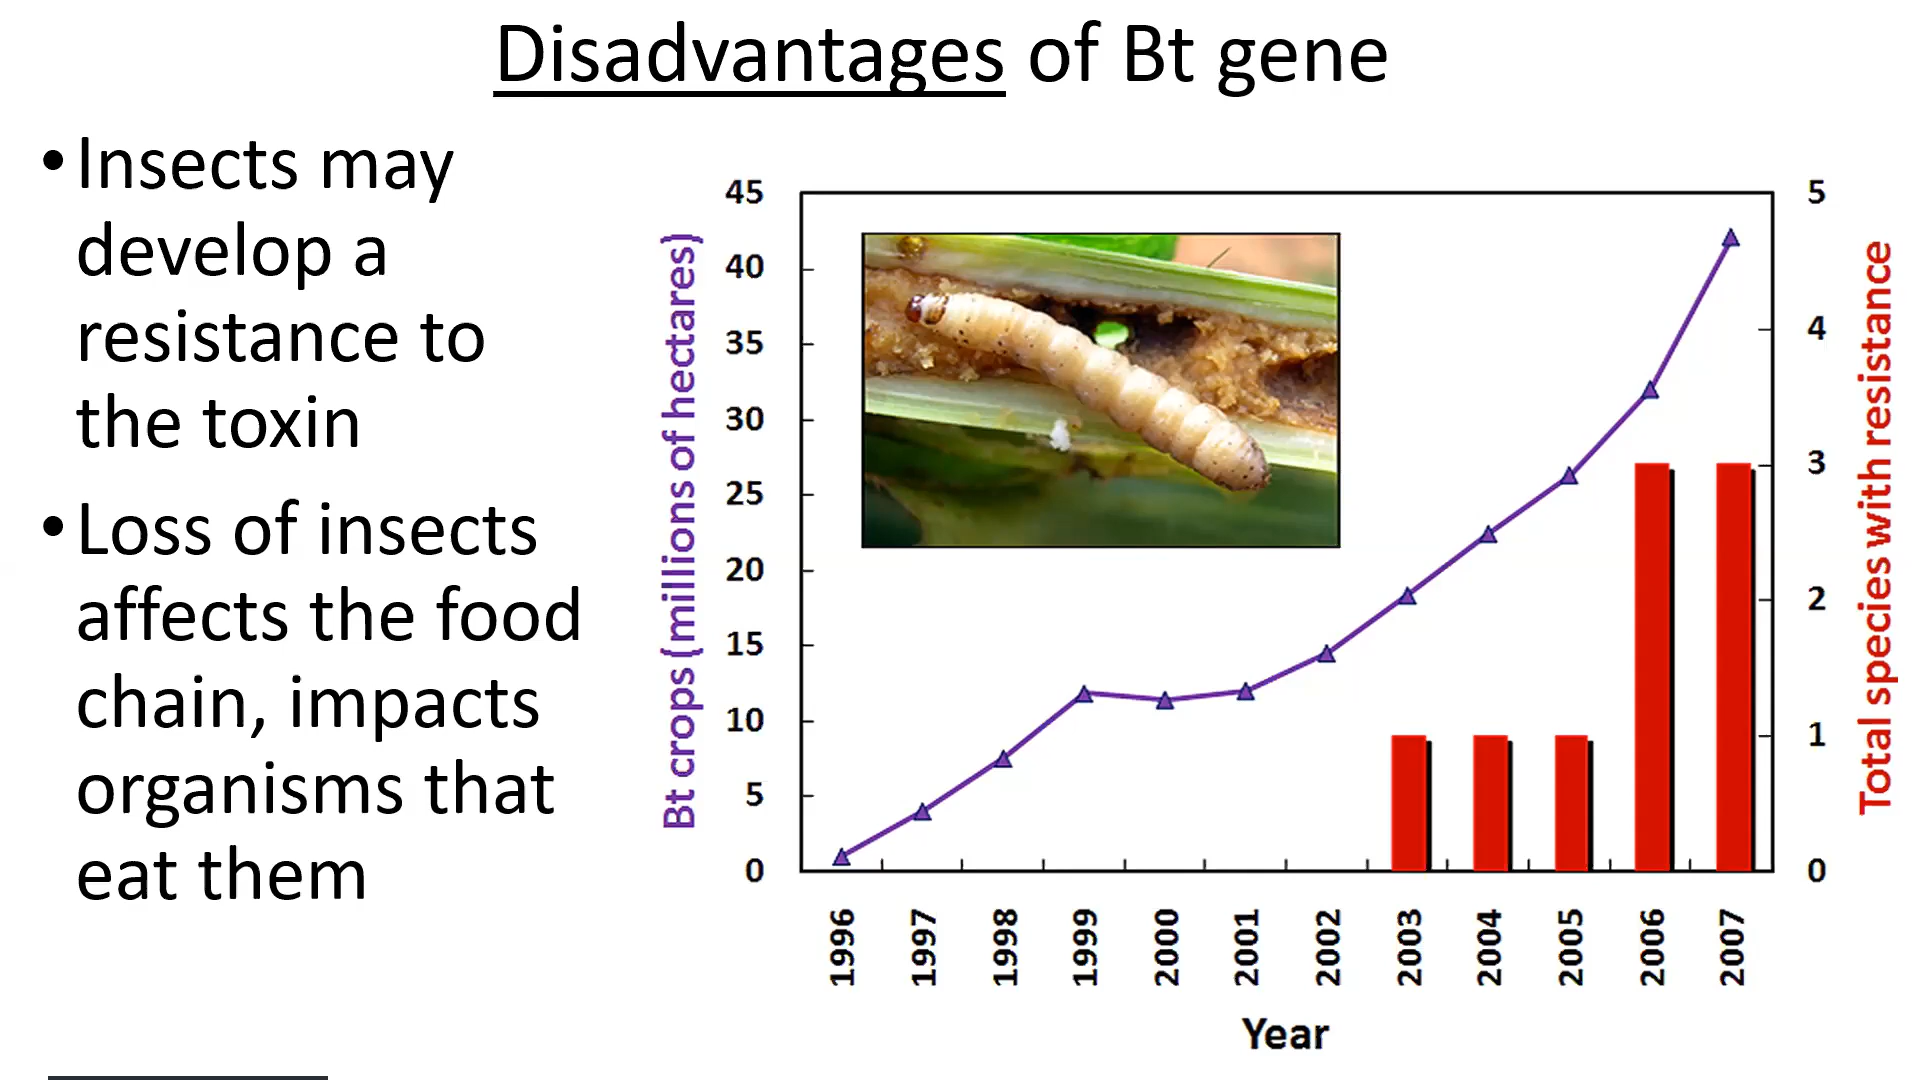 Disadvantages of Bt gene
• Insects may
develop a
resistance to
the toxin
• Loss of insects
affects the food
chain, impacts
organisms that
eat them
Bt crops (millions of hectares)
45
40
35
30
25
20
15
10
5
0
5
4
3
2
1
0
Total species with resistance
1996
1997
1998
1999
2000
2001
2002
2003
2004
2005
2006
2007
Year